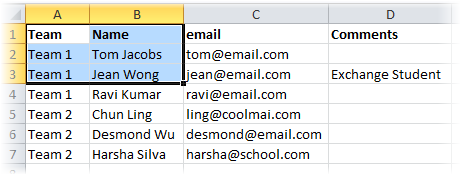 A B C D
1 Team Name email Comments
2 Team 1 Tom Jacobs tom@email.com
3 Team 1 Jean Wong jean@email.com Exchange Student
4 Team 1 Ravi Kumar ravi@email.com
5 Team 2 Chun Ling ling@coolmai.com
6 Team 2 Desmond Wu desmond@email.com
7 Team 2 Harsha Silva harsha@school.com